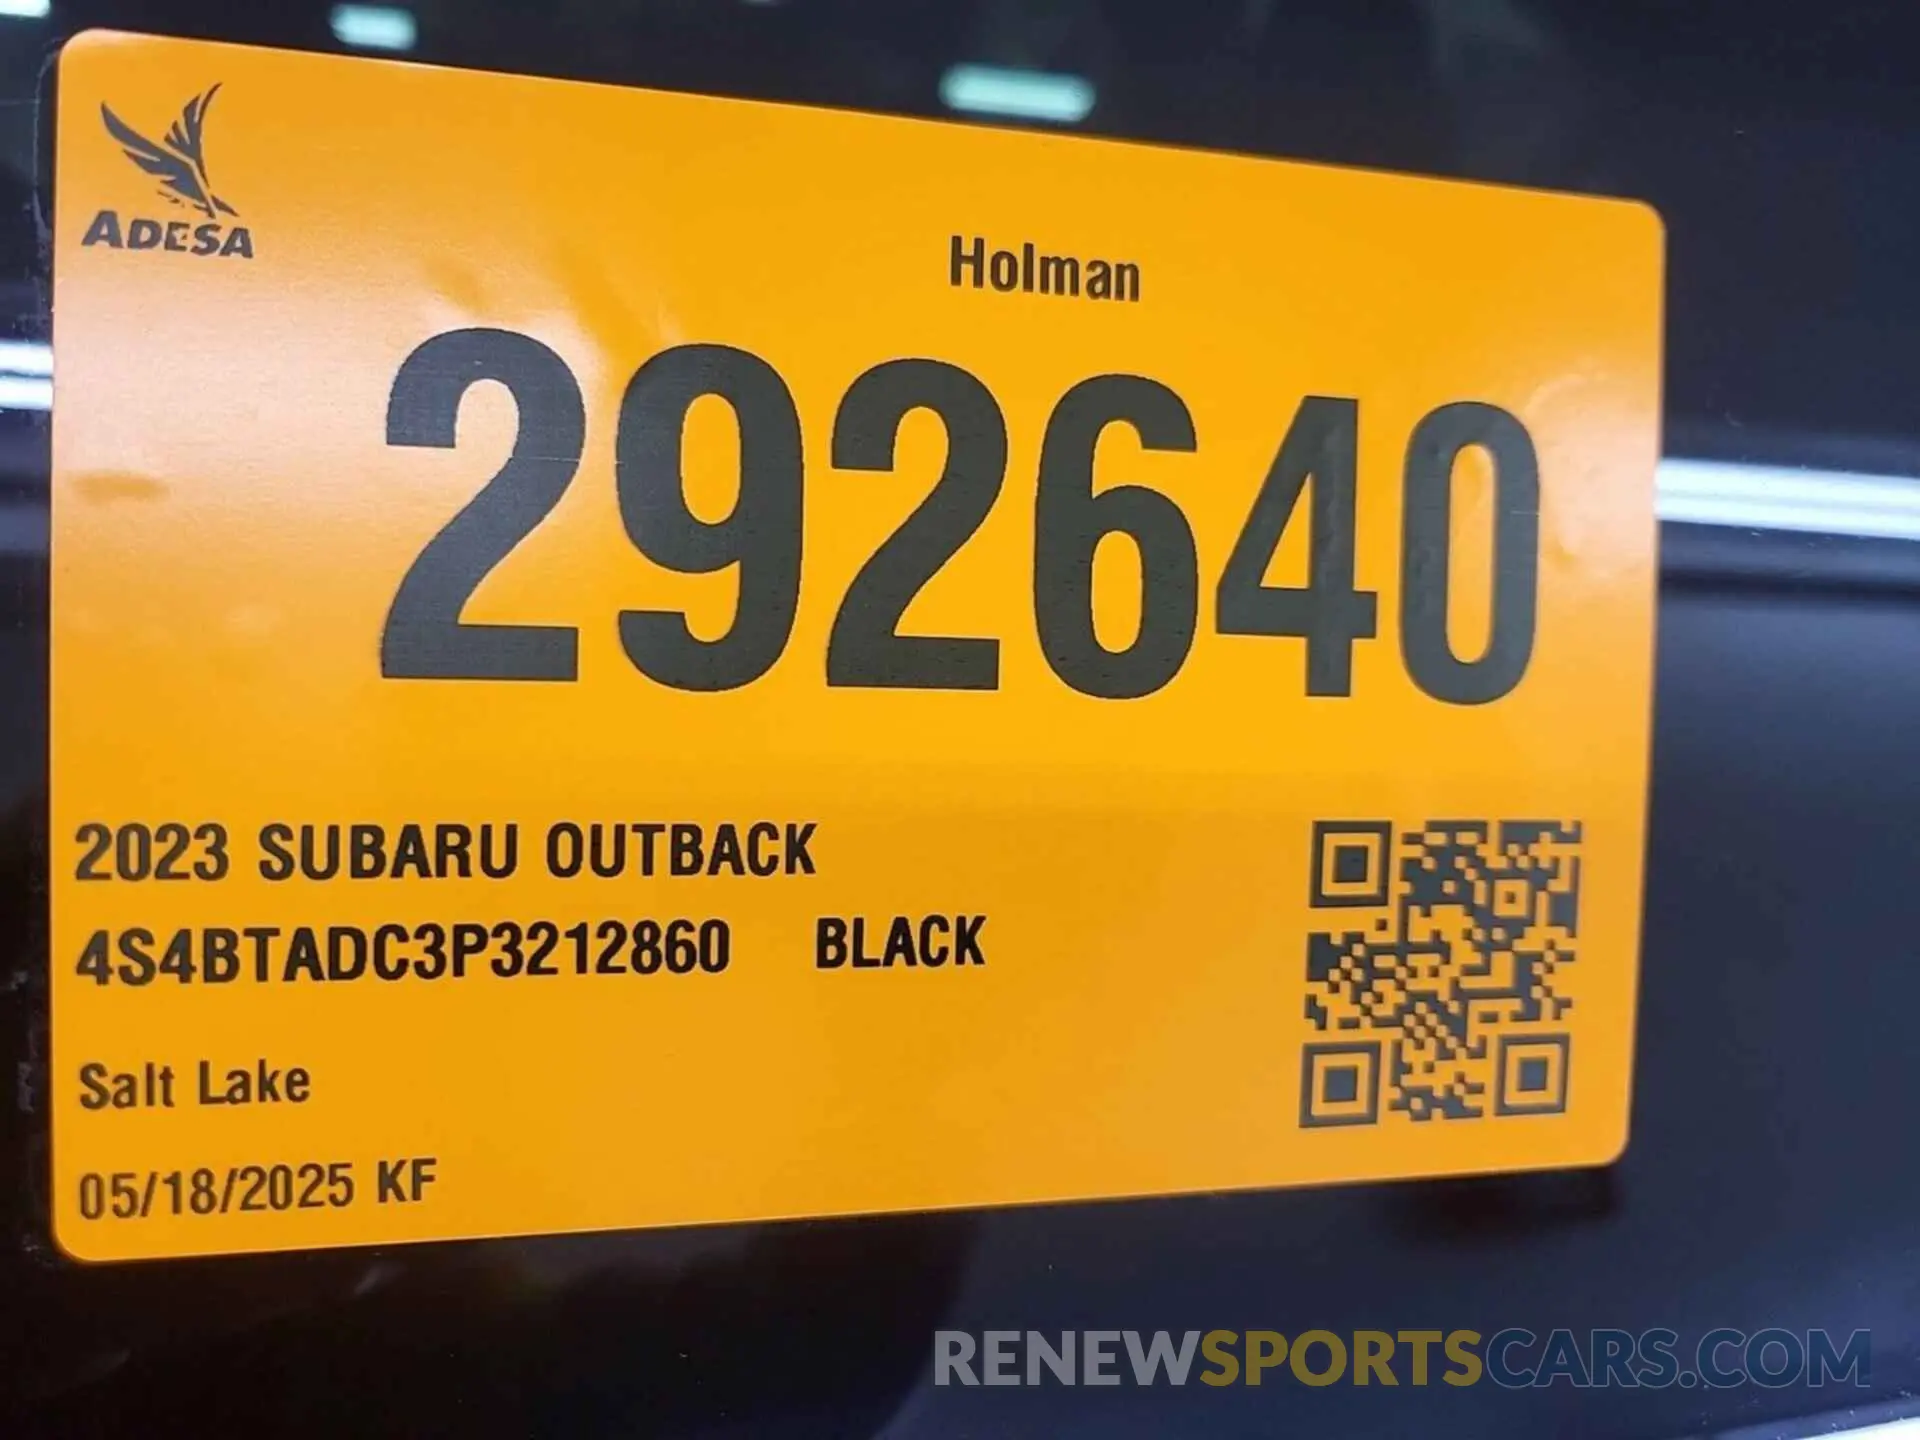 ADESA
Holman
292640
2023 SUBARU OUTBACK
4S4BTADC3P3212860 BLACK
Salt Lake
05/18/2025 KF
RENEWSPORTSCARS.COM